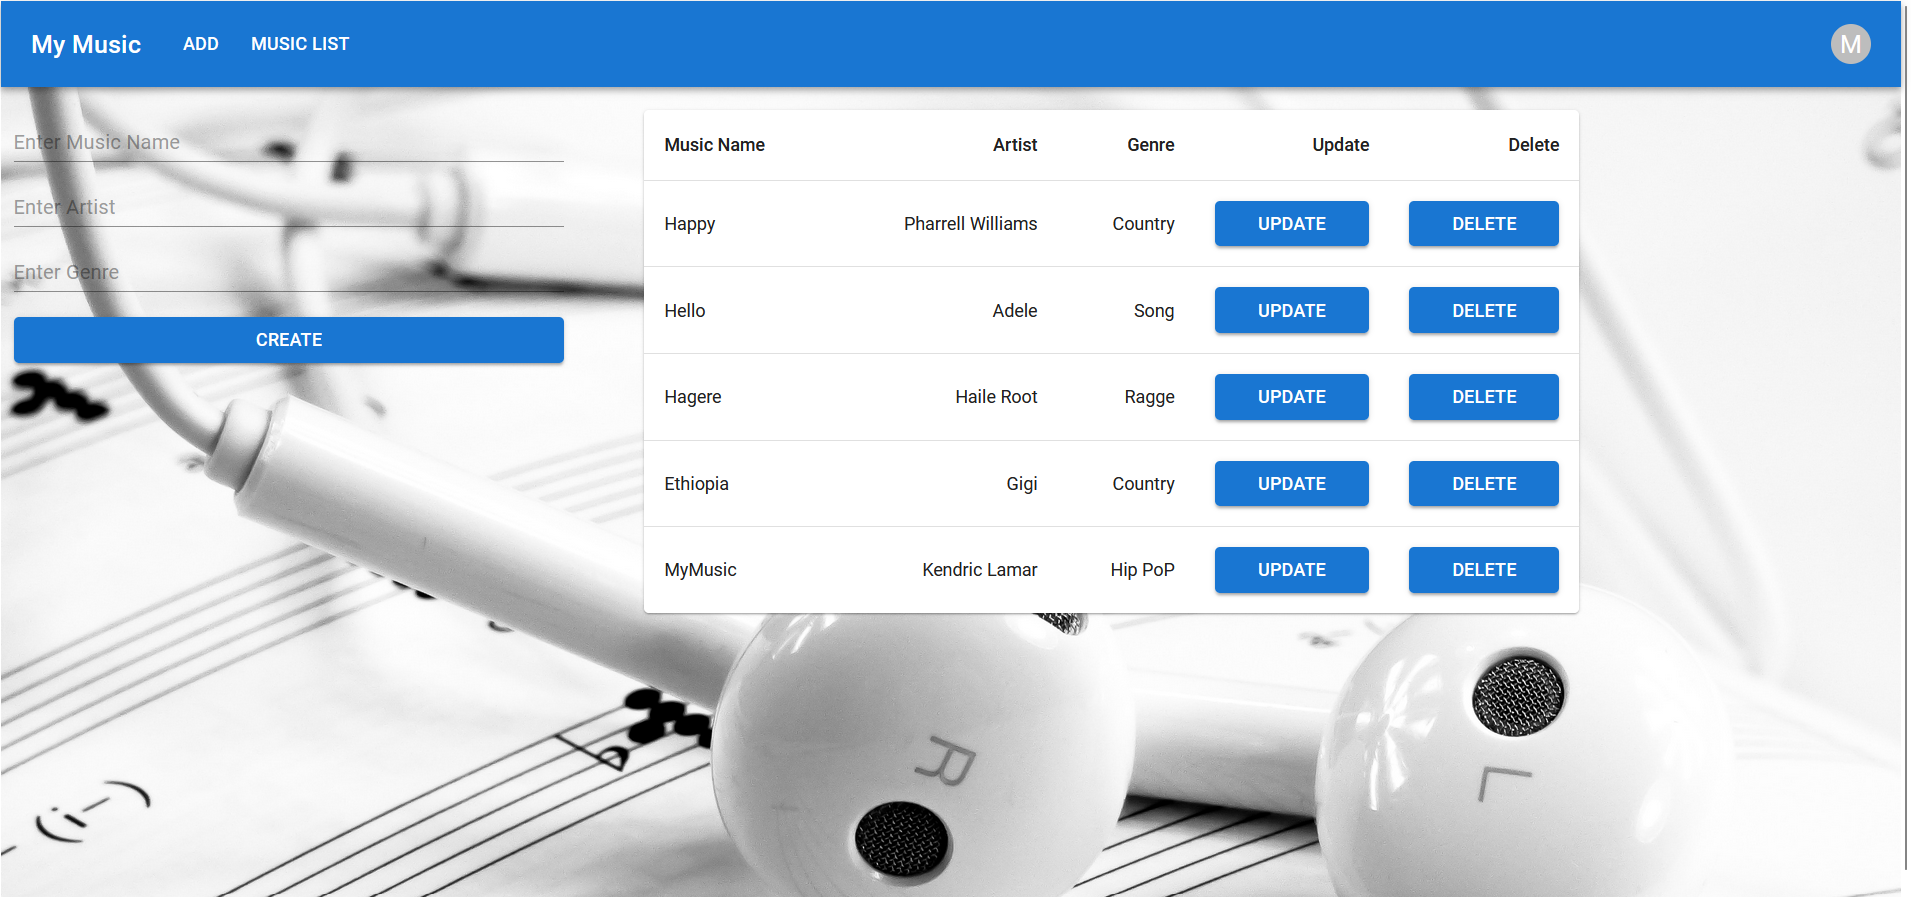 My Music ADD MUSIC LIST M
Enter Music Name
Enter Artist
Enter Genre
CREATE
Music Name Artist Genre Update Delete
Happy Pharrell Williams Country UPDATE DELETE
Hello Adele Song UPDATE DELETE
Hagere Haile Root Ragge UPDATE DELETE
Ethiopia Gigi Country UPDATE DELETE
MyMusic Kendric Lamar Hip PoP UPDATE DELETE
R
L